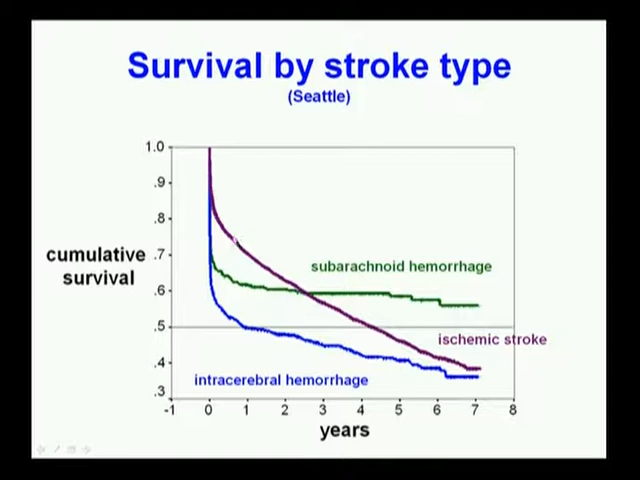 Survival by stroke type
(Seattle)
1.0
.9
.8
.7
.6
.5
.4
.3
cumulative
survival
subarachnoid hemorrhage
ischemic stroke
intracerebral hemorrhage
-1 0 1 2 3 4 5 6 7 8
years